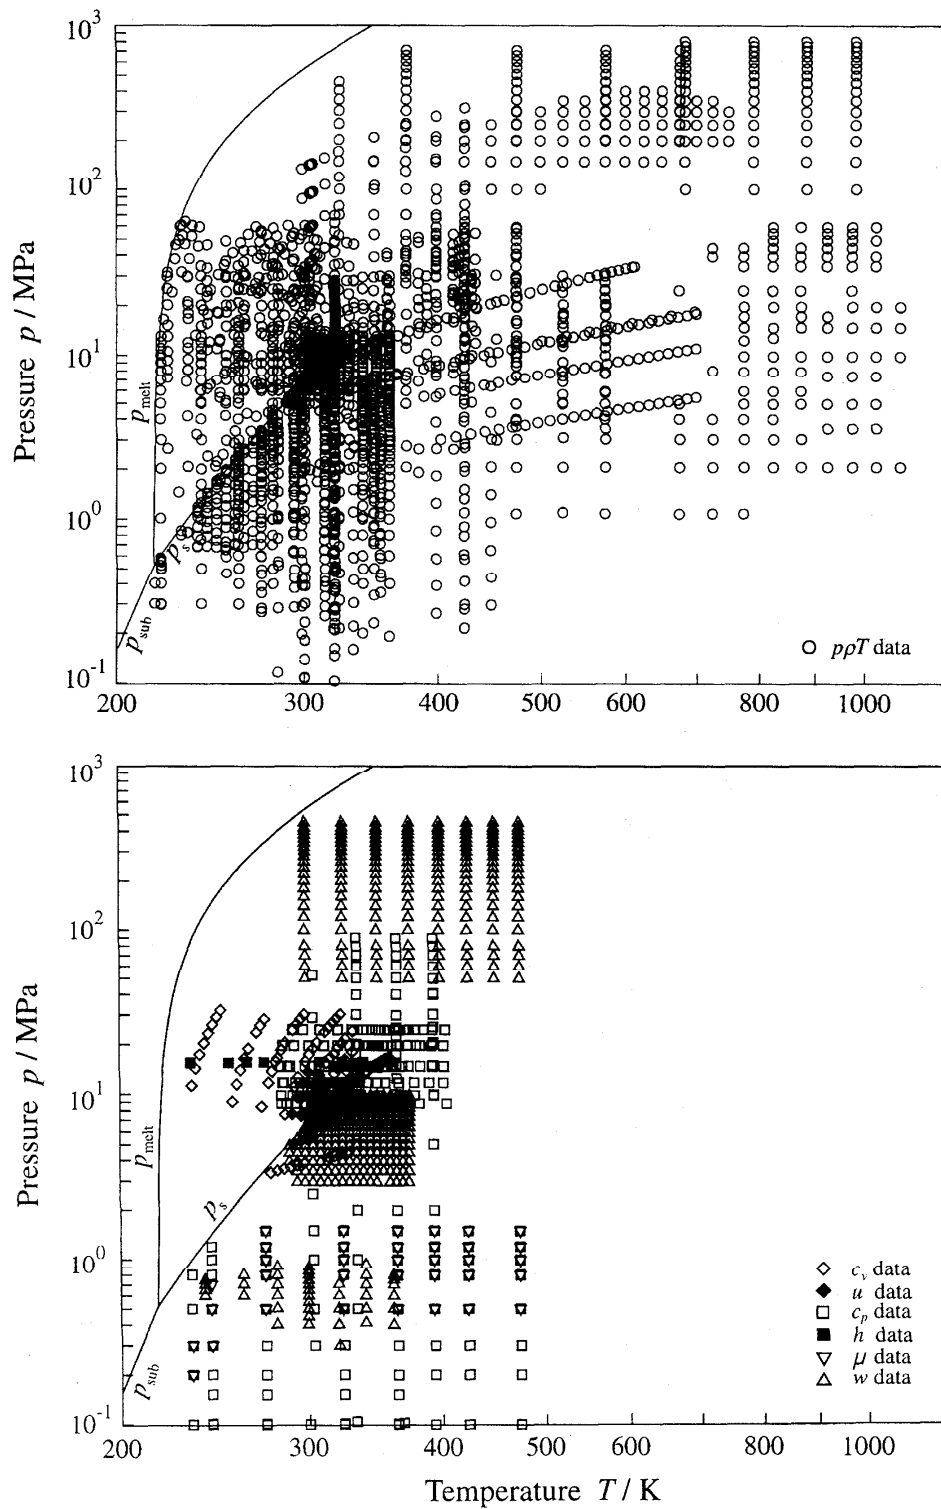 10³
10²
10¹
10⁰
10⁻¹
Pressure p / MPa
p_melt
p_s
p_sub
○ pρT data
200 300 400 500 600 800 1000
10³
10²
10¹
10⁰
10⁻¹
Pressure p / MPa
p_melt
p_s
p_sub
◇ c_v data
◆ u data
□ c_p data
■ h data
▽ μ data
△ w data
200 300 400 500 600 800 1000
Temperature T / K